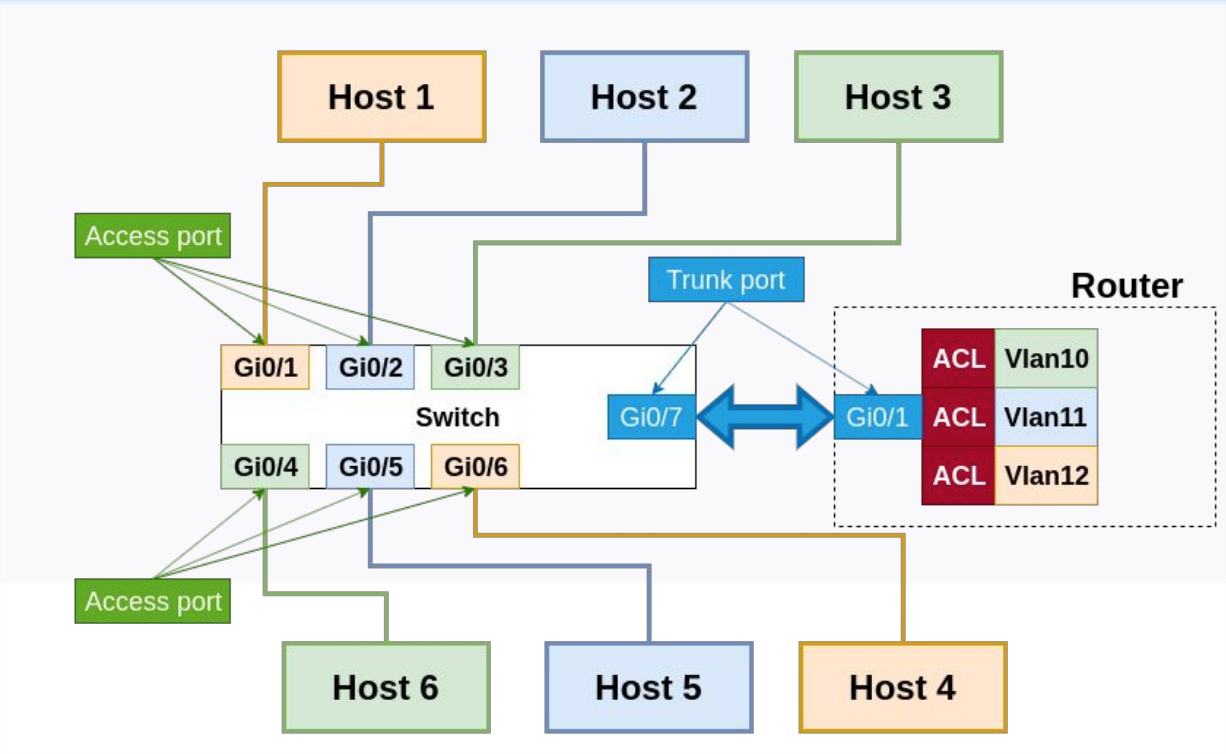 Host 1
Host 2
Host 3
Access port
Trunk port
Router
Gi0/1
Gi0/2
Gi0/3
ACL
Vlan10
Switch
Gi0/7
Gi0/1
ACL
Vlan11
Gi0/4
Gi0/5
Gi0/6
ACL
Vlan12
Access port
Host 6
Host 5
Host 4